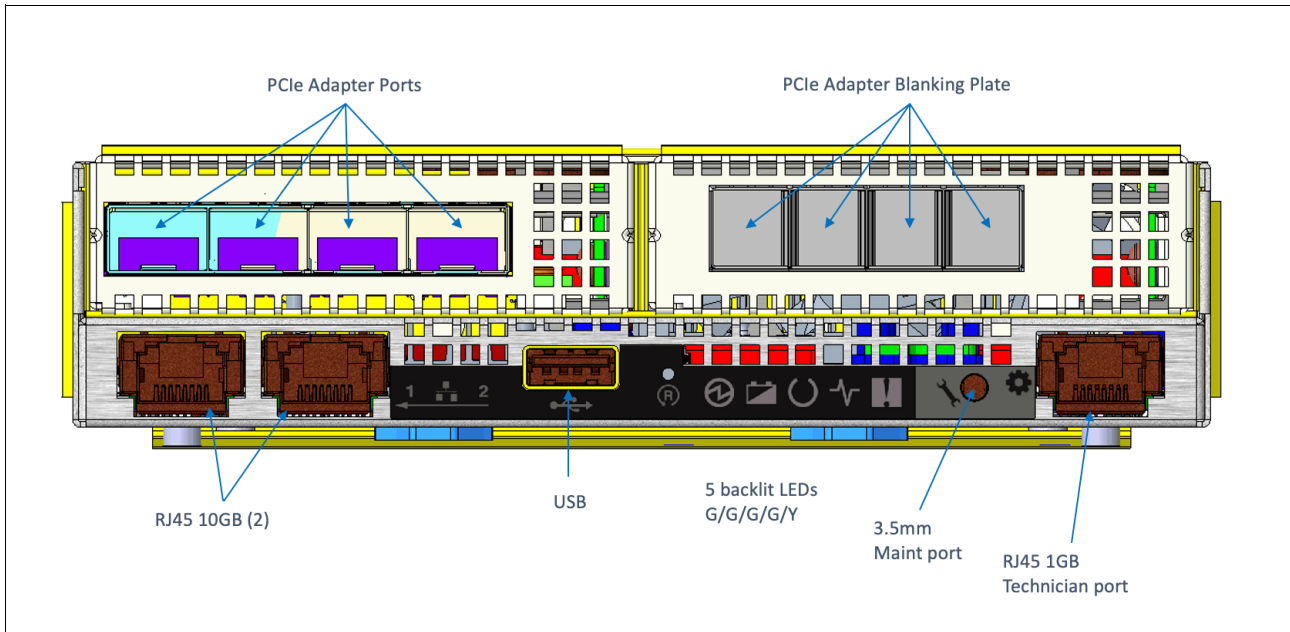 PCIe Adapter Ports
PCIe Adapter Blanking Plate
1
2
R
RJ45 10GB (2)
USB
5 backlit LEDs
G/G/G/G/Y
3.5mm
Maint port
RJ45 1GB
Technician port